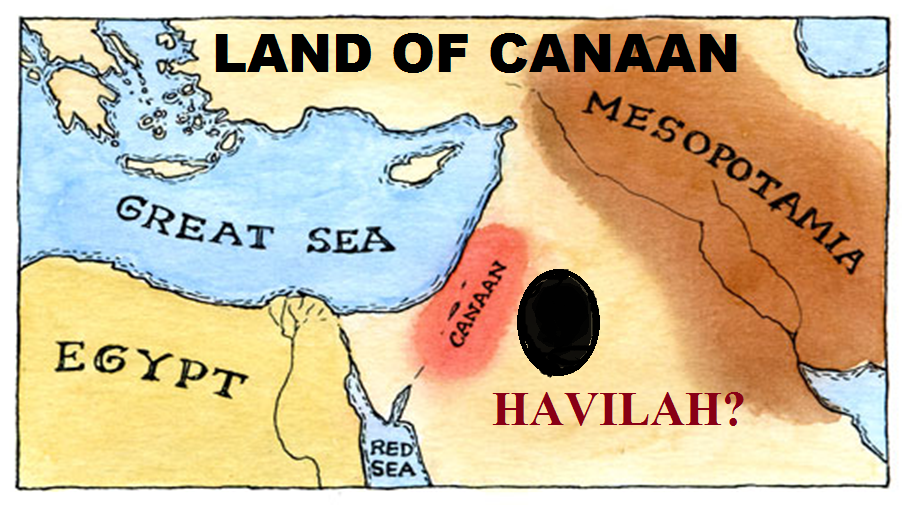 LAND OF CANAAN
MESOPOTAMIA
GREAT SEA
CANAAN
EGYPT
HAVILAH?
RED
SEA